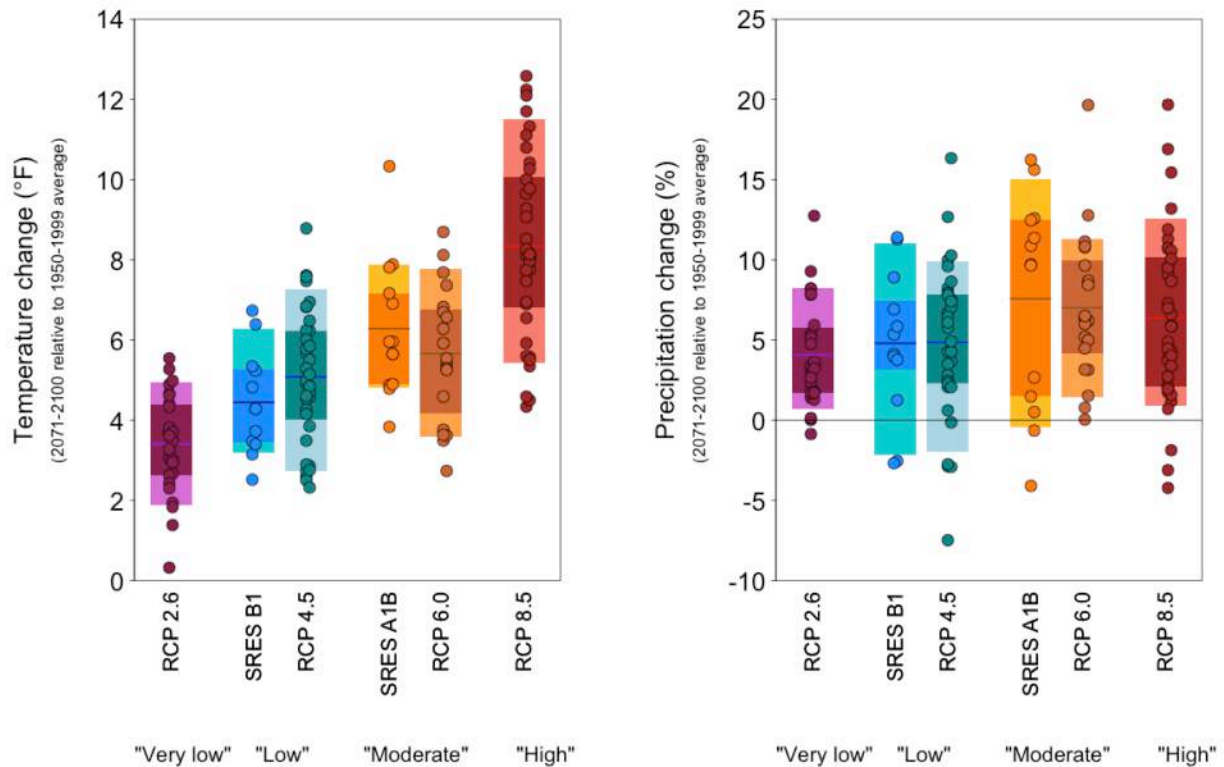 Temperature change (°F)
(2071-2100 relative to 1950-1999 average)
14
12
10
8
6
4
2
0
RCP 2.6
SRES B1
RCP 4.5
SRES A1B
RCP 6.0
RCP 8.5
"Very low" "Low" "Moderate" "High"
Precipitation change (%)
(2071-2100 relative to 1950-1999 average)
25
20
15
10
5
0
-5
-10
RCP 2.6
SRES B1
RCP 4.5
SRES A1B
RCP 6.0
RCP 8.5
"Very low" "Low" "Moderate" "High"